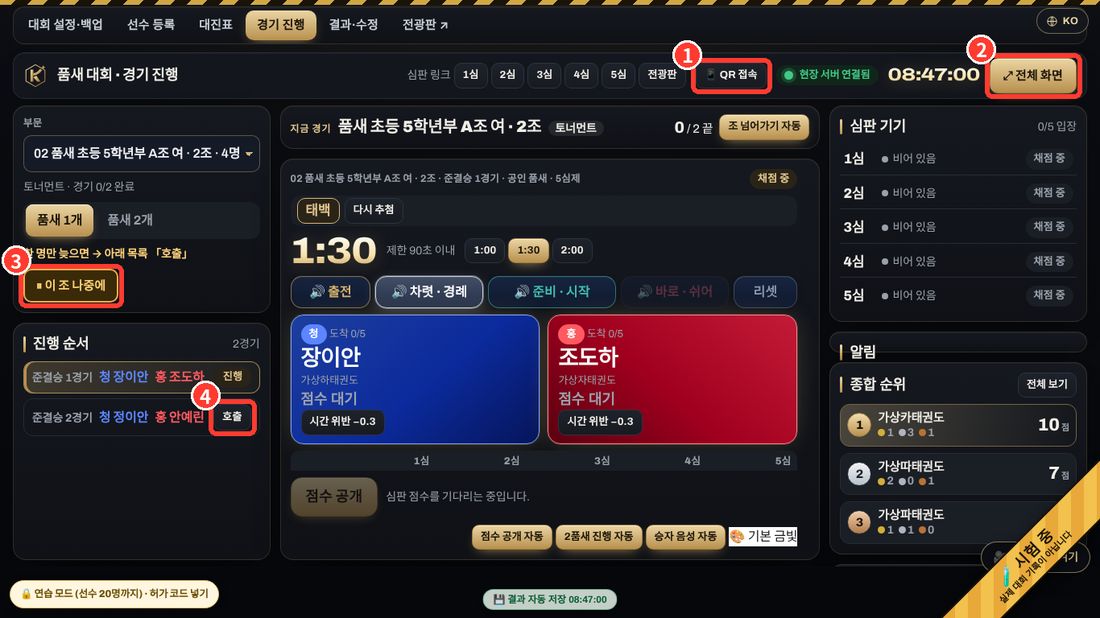 대회 설정·백업 선수 등록 대진표 경기 진행 결과·수정 전광판 ↗
KO
품새 대회 · 경기 진행
심판 링크 1심 2심 3심 4심 5심 전광판 QR 접속 현장 서버 연결됨 08:47:00 전체 화면
1
2
부문
02 품새 초등 5학년부 A조 여 · 2조 · 4명
토너먼트 · 경기 0/2 완료
품새 1개 품새 2개
명만 늦으면 → 아래 목록 「호출」
3
이 조 나중에
진행 순서 2경기
준결승 1경기 청 장이안 홍 조도하 진행
4
준결승 2경기 청 정이안 홍 안예린 호출
지금 경기 품새 초등 5학년부 A조 여 · 2조 토너먼트 0 / 2 끝 조 넘어가기 자동
02 품새 초등 5학년부 A조 여 · 2조 · 준결승 1경기 · 공인 품새 · 5심제 채점 중
태백 다시 추첨
1:30 제한 90초 이내 1:00 1:30 2:00
출전 차렷 · 경례 준비 · 시작 바로 · 쉬어 리셋
청 도착 0/5
장이안
가상하태권도
점수 대기
시간 위반 −0.3
홍 도착 0/5
조도하
가상자태권도
점수 대기
시간 위반 −0.3
1심 2심 3심 4심 5심
점수 공개 심판 점수를 기다리는 중입니다.
점수 공개 자동 2품새 진행 자동 승자 음성 자동 기본 금빛
심판 기기 0/5 입장
1심 비어 있음 채점 중
2심 비어 있음 채점 중
3심 비어 있음 채점 중
4심 비어 있음 채점 중
5심 비어 있음 채점 중
알림
종합 순위 전체 보기
1 가상카태권도 10 점
1 3 1
2 가상파태권도 7 점
2 0 1
3 가상파태권도
1 1 0
시험 중
실제 대회 기록이 아닙니다
연습 모드 (선수 20명까지) · 허가 코드 넣기
결과 자동 저장 08:47:00